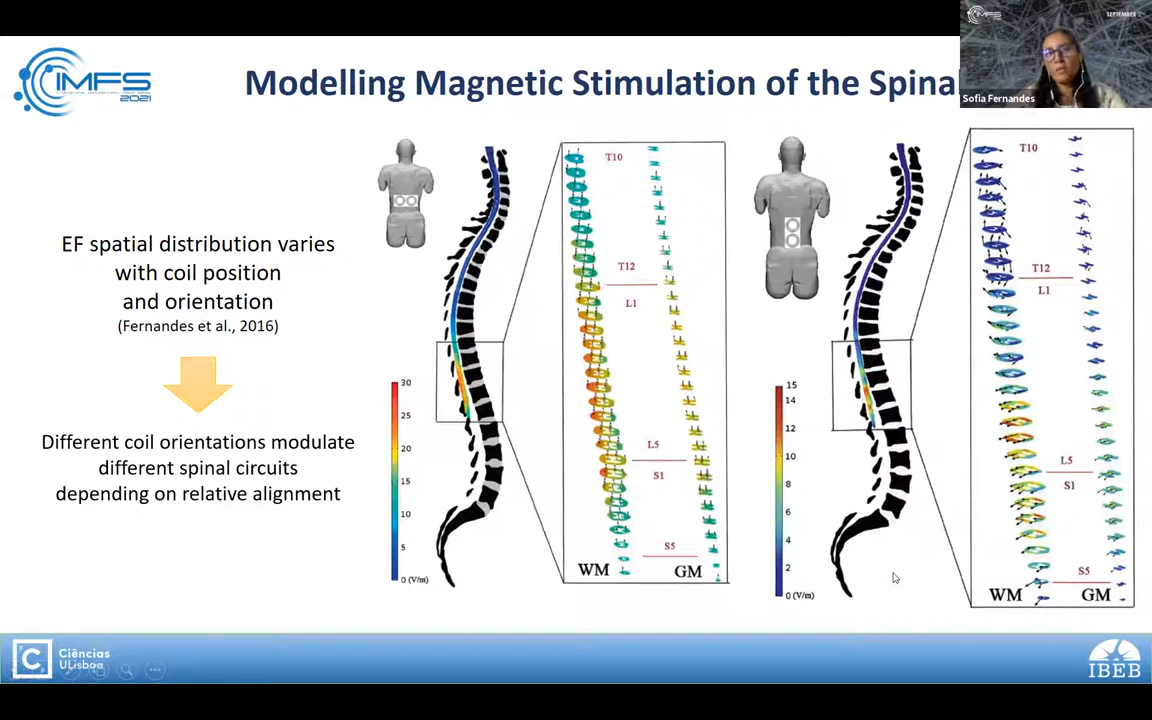 IMFS
SEPTEMBER
Sofia Fernandes
IMFS
2021
Modelling Magnetic Stimulation of the Spina
EF spatial distribution varies
with coil position
and orientation
(Fernandes et al., 2016)
Different coil orientations modulate
different spinal circuits
depending on relative alignment
30
25
20
15
10
5
0 (V/m)
T10
T12
L1
L5
S1
S5
WM
GM
15
14
12
10
8
6
4
2
0 (V/m)
T10
T12
L1
L5
S1
S5
WM
GM
C
Ciências
ULisboa
IBEB